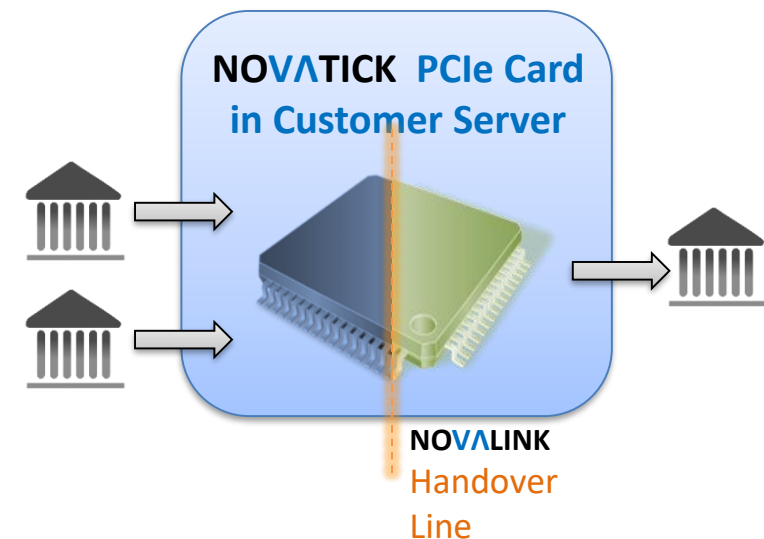 NOVΛTICK PCIe Card
in Customer Server
NOVΛLINK
Handover
Line